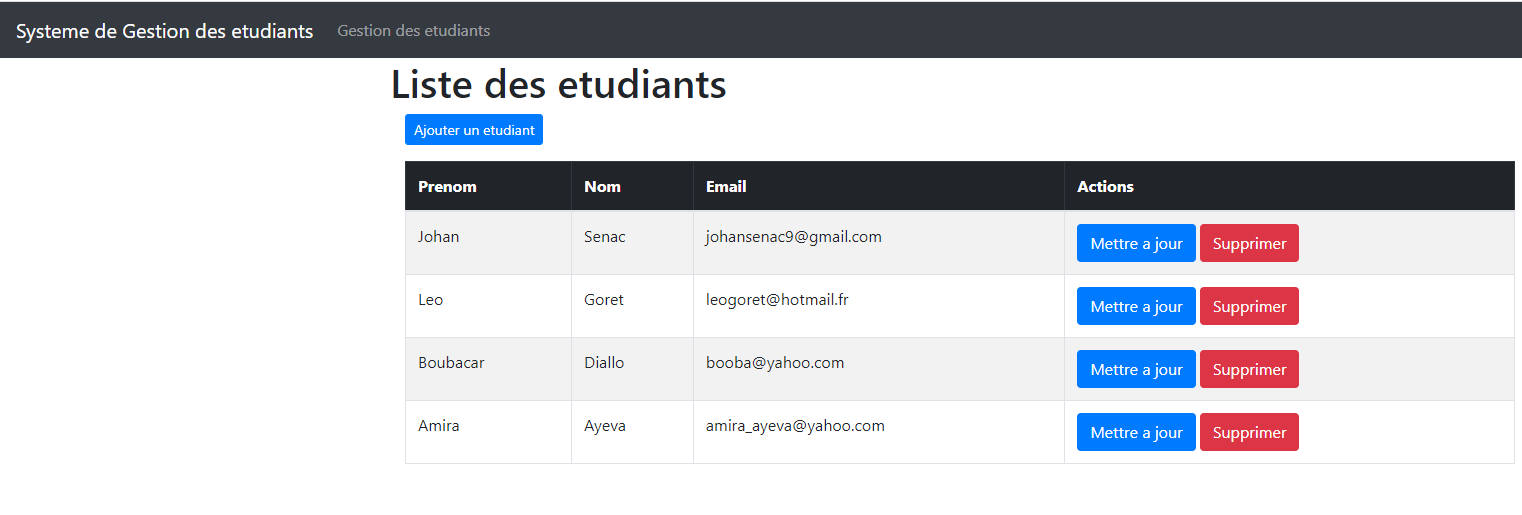 Systeme de Gestion des etudiants Gestion des etudiants
Liste des etudiants
Ajouter un etudiant
Prenom Nom Email Actions
Johan Senac johansenac9@gmail.com Mettre a jour Supprimer
Leo Goret leogoret@hotmail.fr Mettre a jour Supprimer
Boubacar Diallo booba@yahoo.com Mettre a jour Supprimer
Amira Ayeva amira_ayeva@yahoo.com Mettre a jour Supprimer